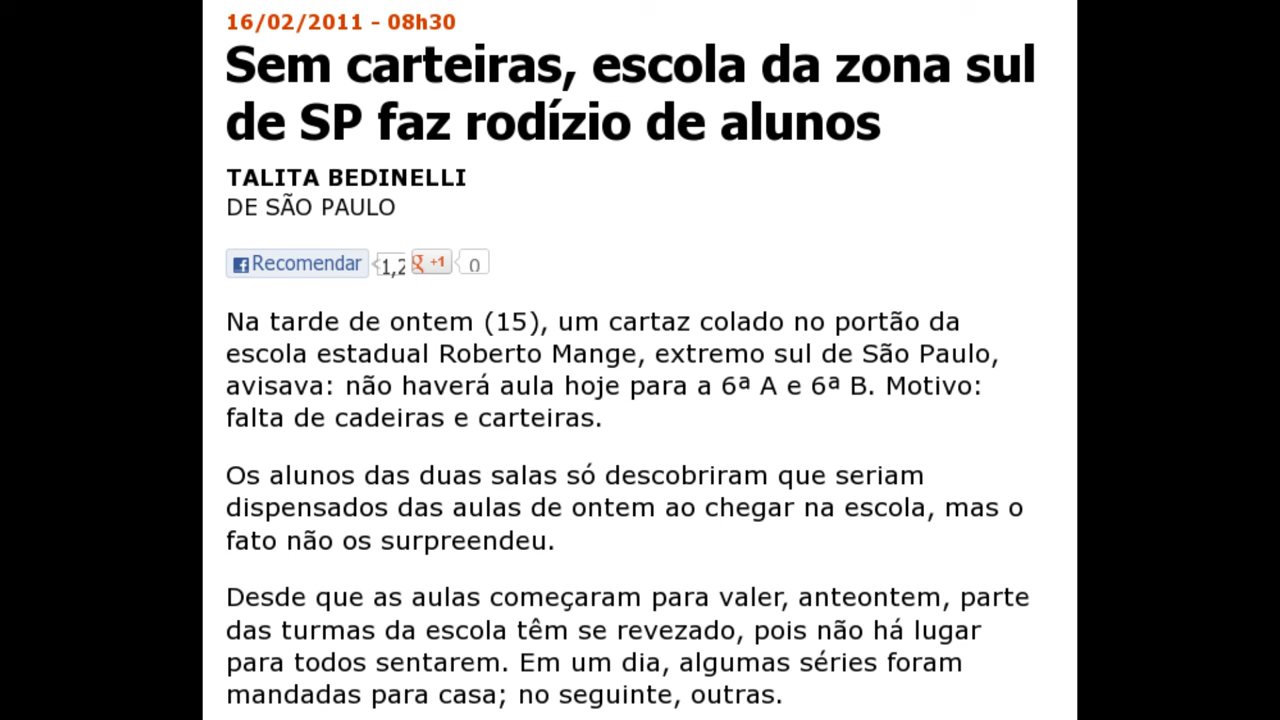 16/02/2011 - 08h30
Sem carteiras, escola da zona sul
de SP faz rodízio de alunos
TALITA BEDINELLI
DE SÃO PAULO
Recomendar 1,2 +1 0
Na tarde de ontem (15), um cartaz colado no portão da
escola estadual Roberto Mange, extremo sul de São Paulo,
avisava: não haverá aula hoje para a 6ª A e 6ª B. Motivo:
falta de cadeiras e carteiras.
Os alunos das duas salas só descobriram que seriam
dispensados das aulas de ontem ao chegar na escola, mas o
fato não os surpreendeu.
Desde que as aulas começaram para valer, anteontem, parte
das turmas da escola têm se revezado, pois não há lugar
para todos sentarem. Em um dia, algumas séries foram
mandadas para casa; no seguinte, outras.